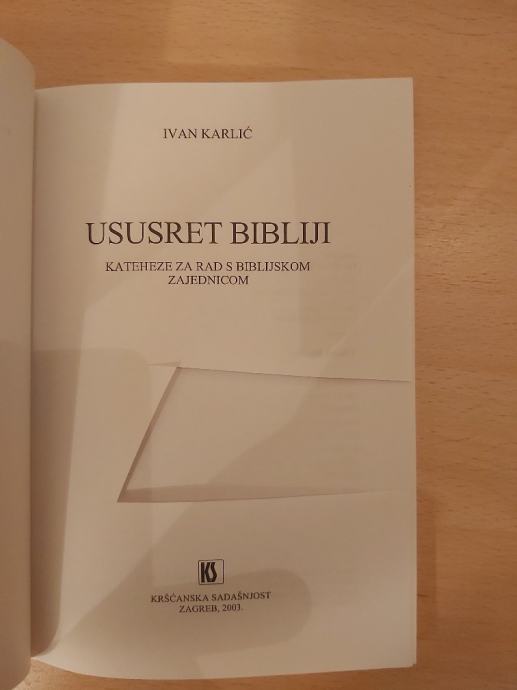 IVAN KARLIĆ
USUSRET BIBLIJI
KATEHEZE ZA RAD S BIBLIJSKOM
ZAJEDNICOM
KS
KRŠĆANSKA SADAŠNJOST
ZAGREB, 2003.